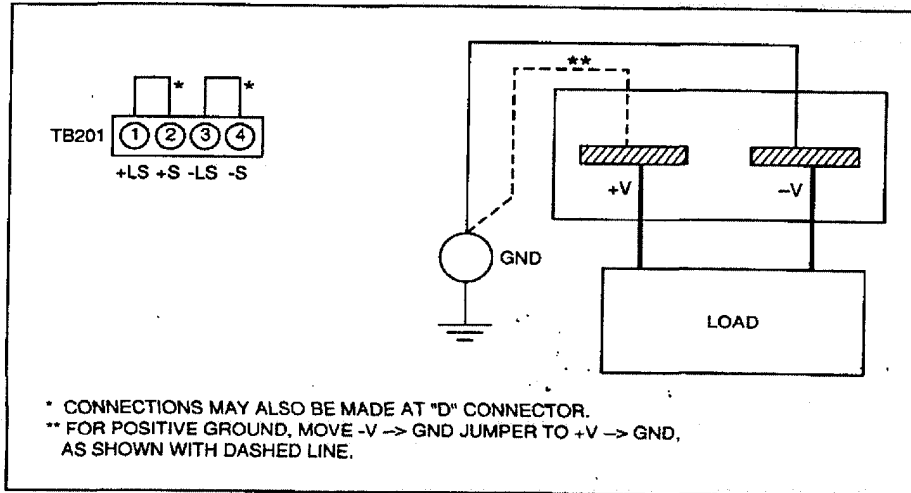 **
* *
TB201 1 2 3 4
+LS +S -LS -S
+V -V
GND
LOAD
* CONNECTIONS MAY ALSO BE MADE AT "D" CONNECTOR.
** FOR POSITIVE GROUND, MOVE -V -> GND JUMPER TO +V -> GND,
AS SHOWN WITH DASHED LINE.